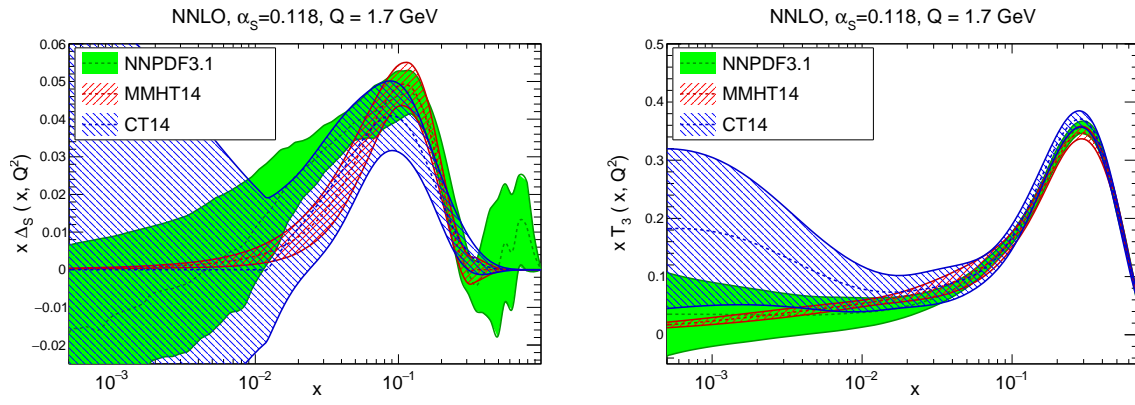 NNLO, α_S=0.118, Q = 1.7 GeV
x Δ_S ( x, Q²)
0.06
0.05
0.04
0.03
0.02
0.01
0
−0.01
−0.02
NNPDF3.1
MMHT14
CT14
10⁻³
10⁻²
10⁻¹
x
NNLO, α_S=0.118, Q = 1.7 GeV
x T₃ ( x, Q²)
0.5
0.4
0.3
0.2
0.1
0
NNPDF3.1
MMHT14
CT14
10⁻³
10⁻²
10⁻¹
x